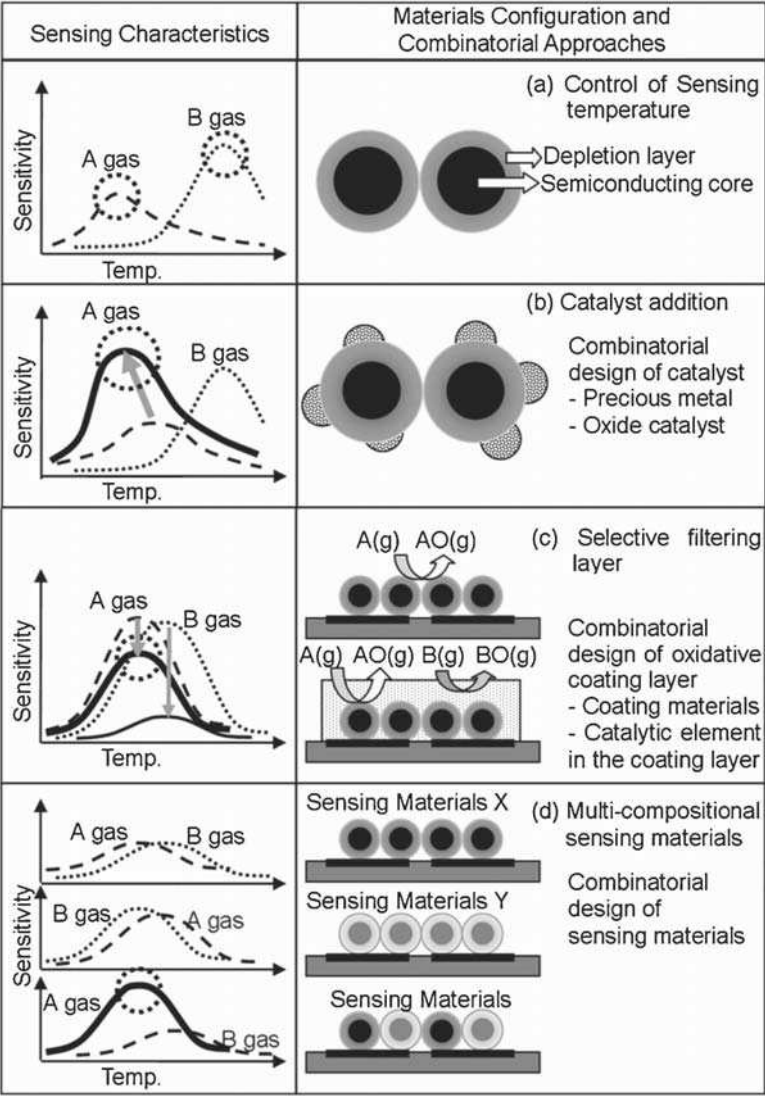 Sensing Characteristics
Materials Configuration and
Combinatorial Approaches
Sensitivity
A gas
B gas
Temp.
(a) Control of Sensing
temperature
Depletion layer
Semiconducting core
Sensitivity
A gas
B gas
Temp.
(b) Catalyst addition
Combinatorial
design of catalyst
- Precious metal
- Oxide catalyst
Sensitivity
A gas
B gas
Temp.
A(g) AO(g)
A(g) AO(g) B(g) BO(g)
(c) Selective filtering
layer
Combinatorial
design of oxidative
coating layer
- Coating materials
- Catalytic element
in the coating layer
Sensitivity
A gas
B gas
B gas
A gas
A gas
B gas
Temp.
Sensing Materials X
Sensing Materials Y
Sensing Materials
(d) Multi-compositional
sensing materials
Combinatorial
design of
sensing materials